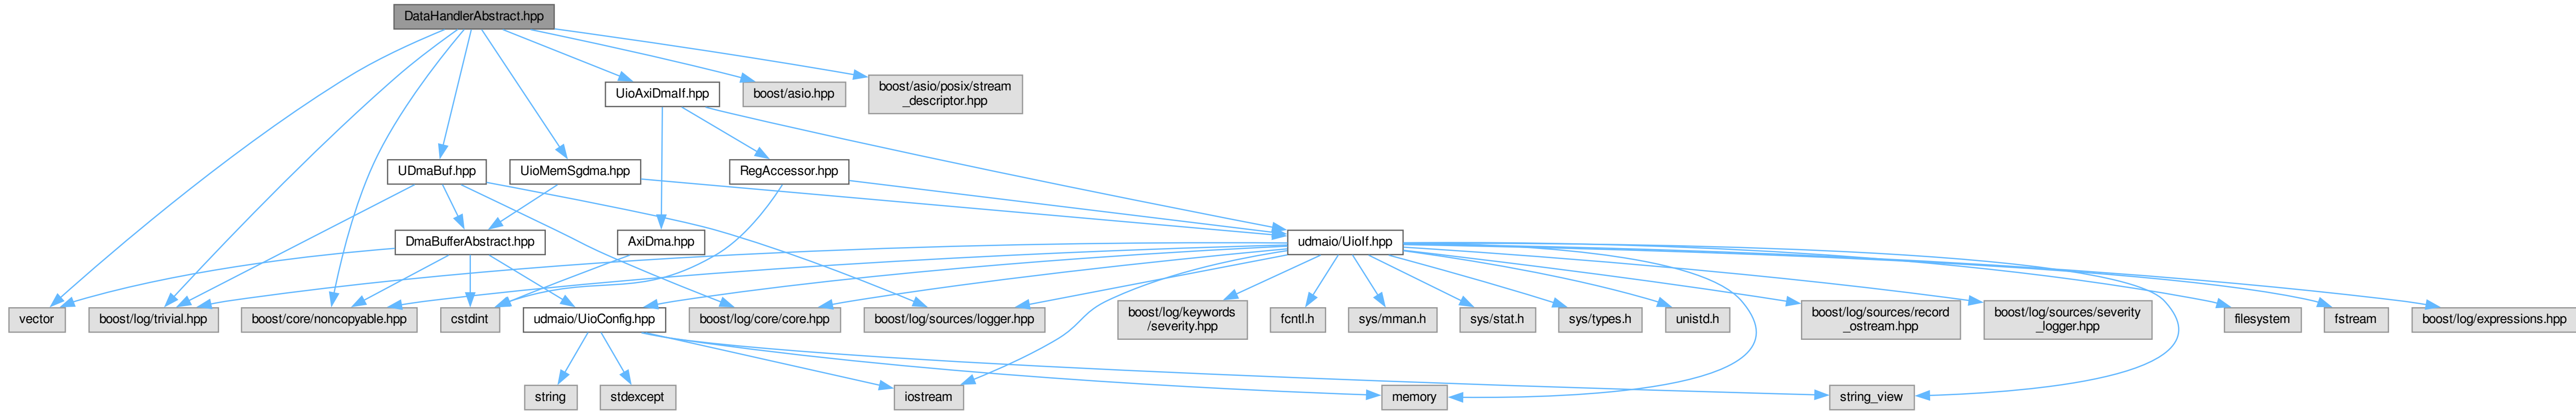 DataHandlerAbstract.hpp
UioAxiDmaIf.hpp
boost/asio.hpp
boost/asio/posix/stream
_descriptor.hpp
UDmaBuf.hpp
UioMemSgdma.hpp
RegAccessor.hpp
DmaBufferAbstract.hpp
AxiDma.hpp
udmaio/UioIf.hpp
vector
boost/log/trivial.hpp
boost/core/noncopyable.hpp
cstdint
udmaio/UioConfig.hpp
boost/log/core/core.hpp
boost/log/sources/logger.hpp
boost/log/keywords
/severity.hpp
fcntl.h
sys/mman.h
sys/stat.h
sys/types.h
unistd.h
boost/log/sources/record
_ostream.hpp
boost/log/sources/severity
_logger.hpp
filesystem
fstream
boost/log/expressions.hpp
string
stdexcept
iostream
memory
string_view